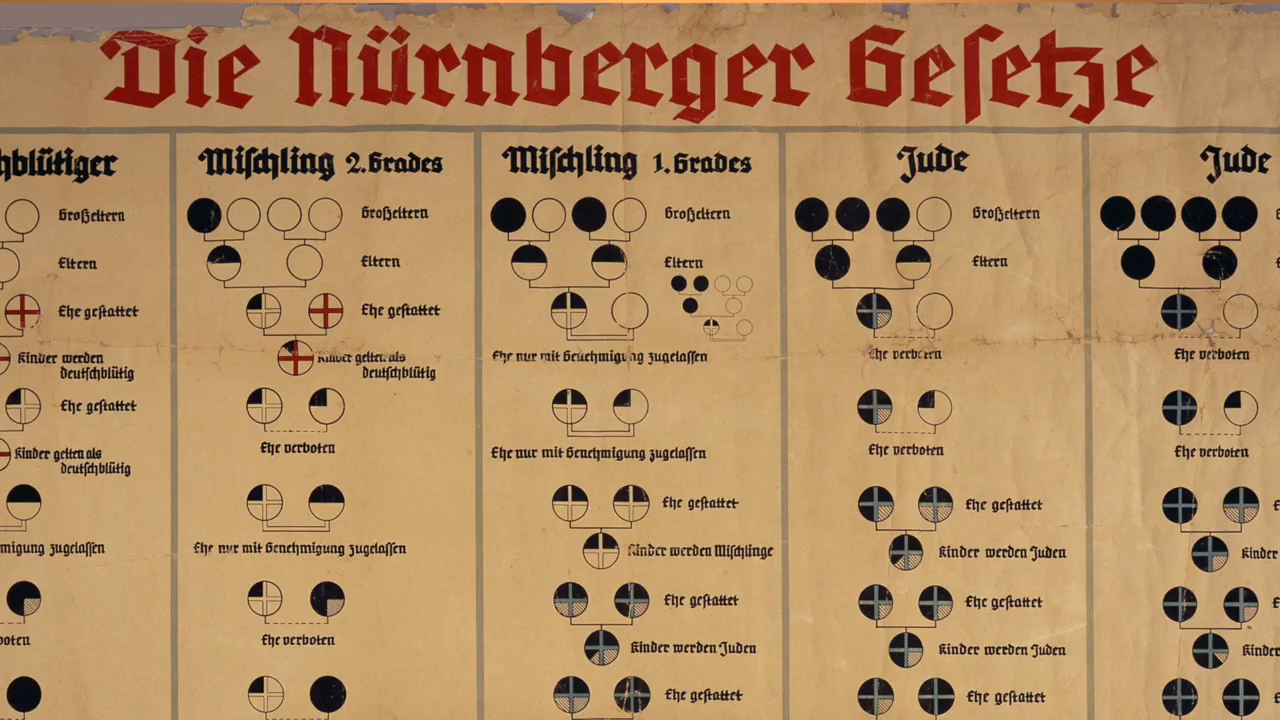 Die Nürnberger Gesetze
hblütiger
Großeltern
Eltern
Ehe gestattet
Kinder werden
deutschblütig
Ehe gestattet
Kinder gelten als
deutschblütig
migung zugelassen
boten
Mischling 2. Grades
Großeltern
Eltern
Ehe gestattet
Kinder gelten als
deutschblütig
Ehe verboten
Ehe nur mit Genehmigung zugelassen
Ehe verboten
Mischling 1. Grades
Großeltern
Eltern
Ehe nur mit Genehmigung zugelassen
Ehe nur mit Genehmigung zugelassen
Ehe gestattet
Kinder werden Mischlinge
Ehe gestattet
Kinder werden Juden
Ehe gestattet
Jude
Großeltern
Eltern
Ehe verboten
Ehe verboten
Ehe gestattet
Kinder werden Juden
Ehe gestattet
Kinder werden Juden
Ehe gestattet
Jude
Ehe verboten
Ehe verboten
Kinder
Kinder